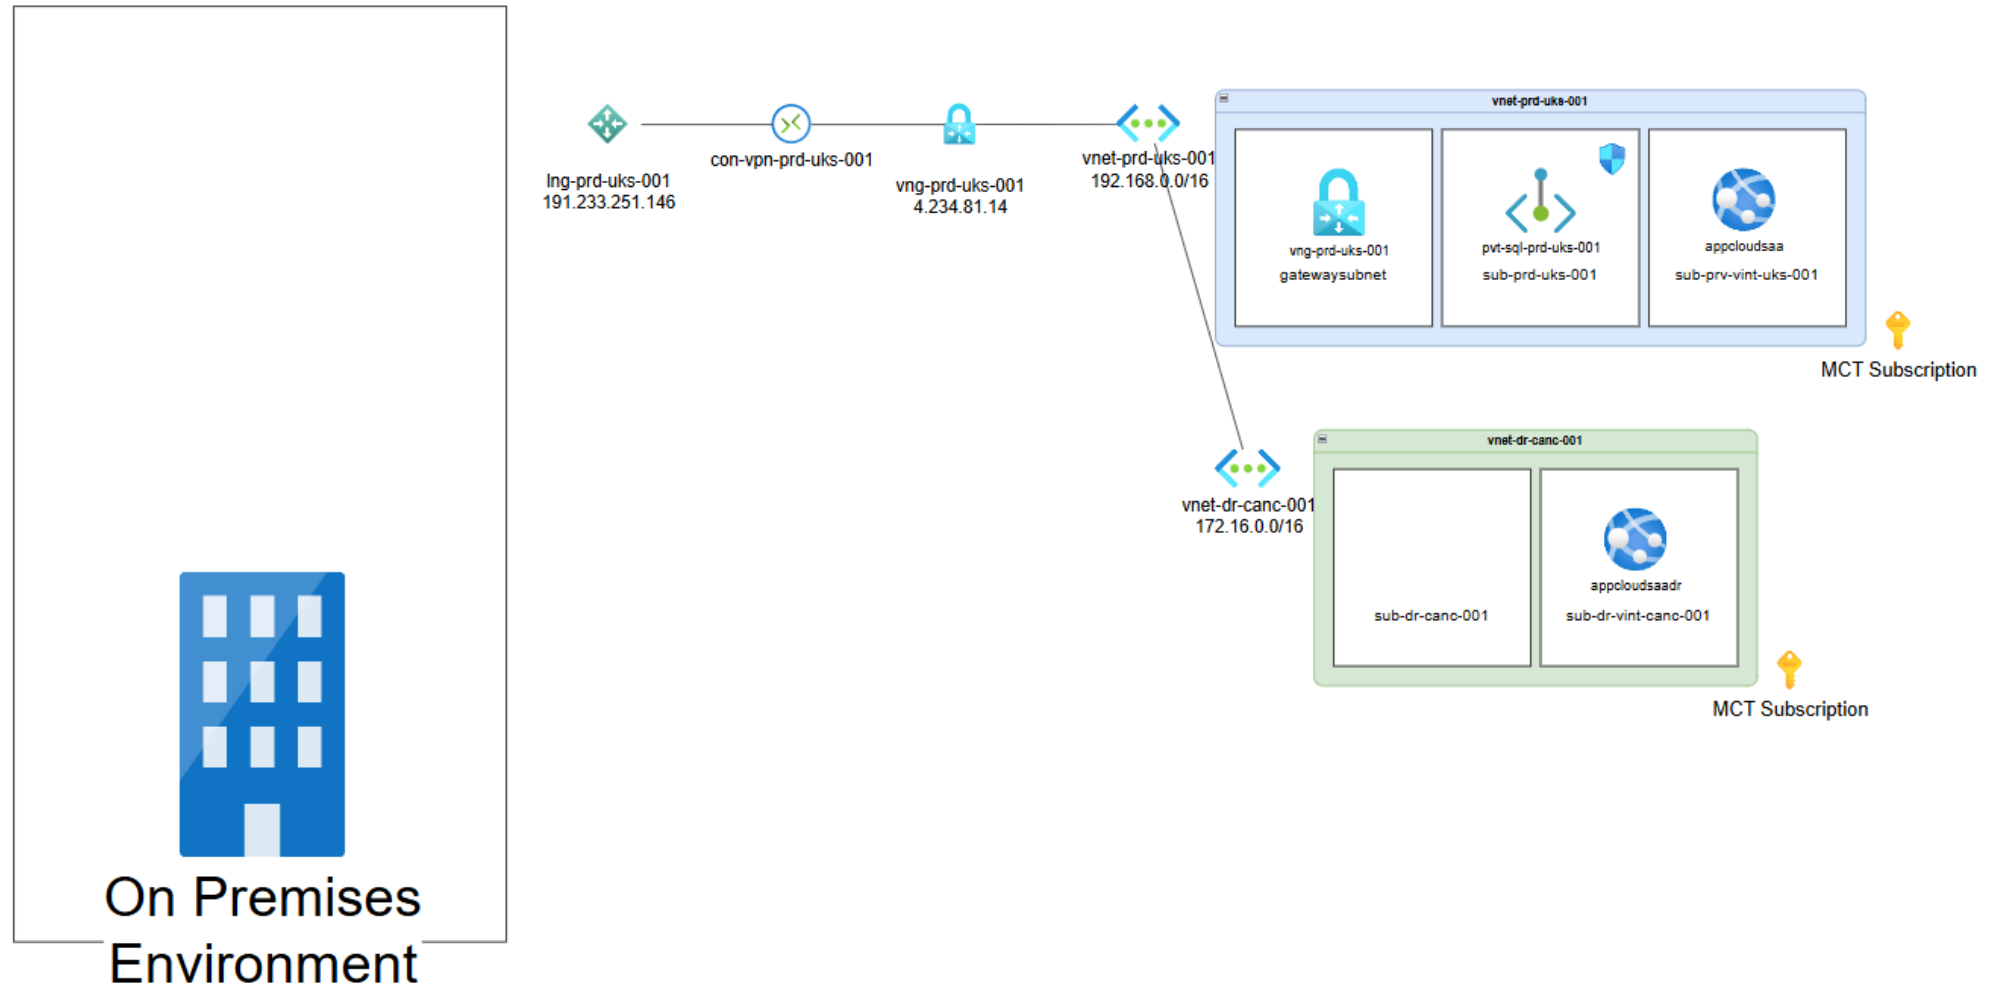 lng-prd-uks-001
191.233.251.146
con-vpn-prd-uks-001
vng-prd-uks-001
4.234.81.14
vnet-prd-uks-001
192.168.0.0/16
vnet-prd-uks-001
vng-prd-uks-001
gatewaysubnet
pvt-sql-prd-uks-001
sub-prd-uks-001
appcloudsaa
sub-prv-vint-uks-001
MCT Subscription
vnet-dr-canc-001
172.16.0.0/16
vnet-dr-canc-001
sub-dr-canc-001
appcloudsaadr
sub-dr-vint-canc-001
MCT Subscription
On Premises
Environment